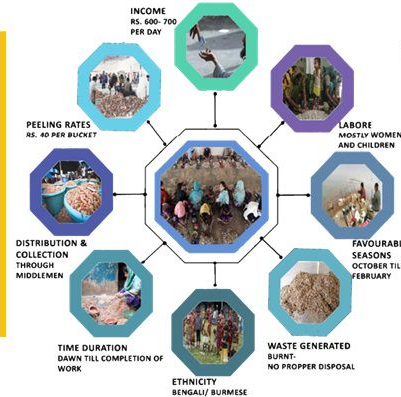 INCOME
RS. 600- 700
PER DAY
PEELING RATES
RS. 40 PER BUCKET
LABORE
MOSTLY WOMEN
AND CHILDREN
DISTRIBUTION &
COLLECTION
THROUGH
MIDDLEMEN
FAVOURABL
SEASONS
OCTOBER TIL
FEBRUARY
TIME DURATION
DAWN TILL COMPLETION OF
WORK
WASTE GENERATED
BURNT-
NO PROPPER DISPOSAL
ETHNICITY
BENGALI/ BURMESE